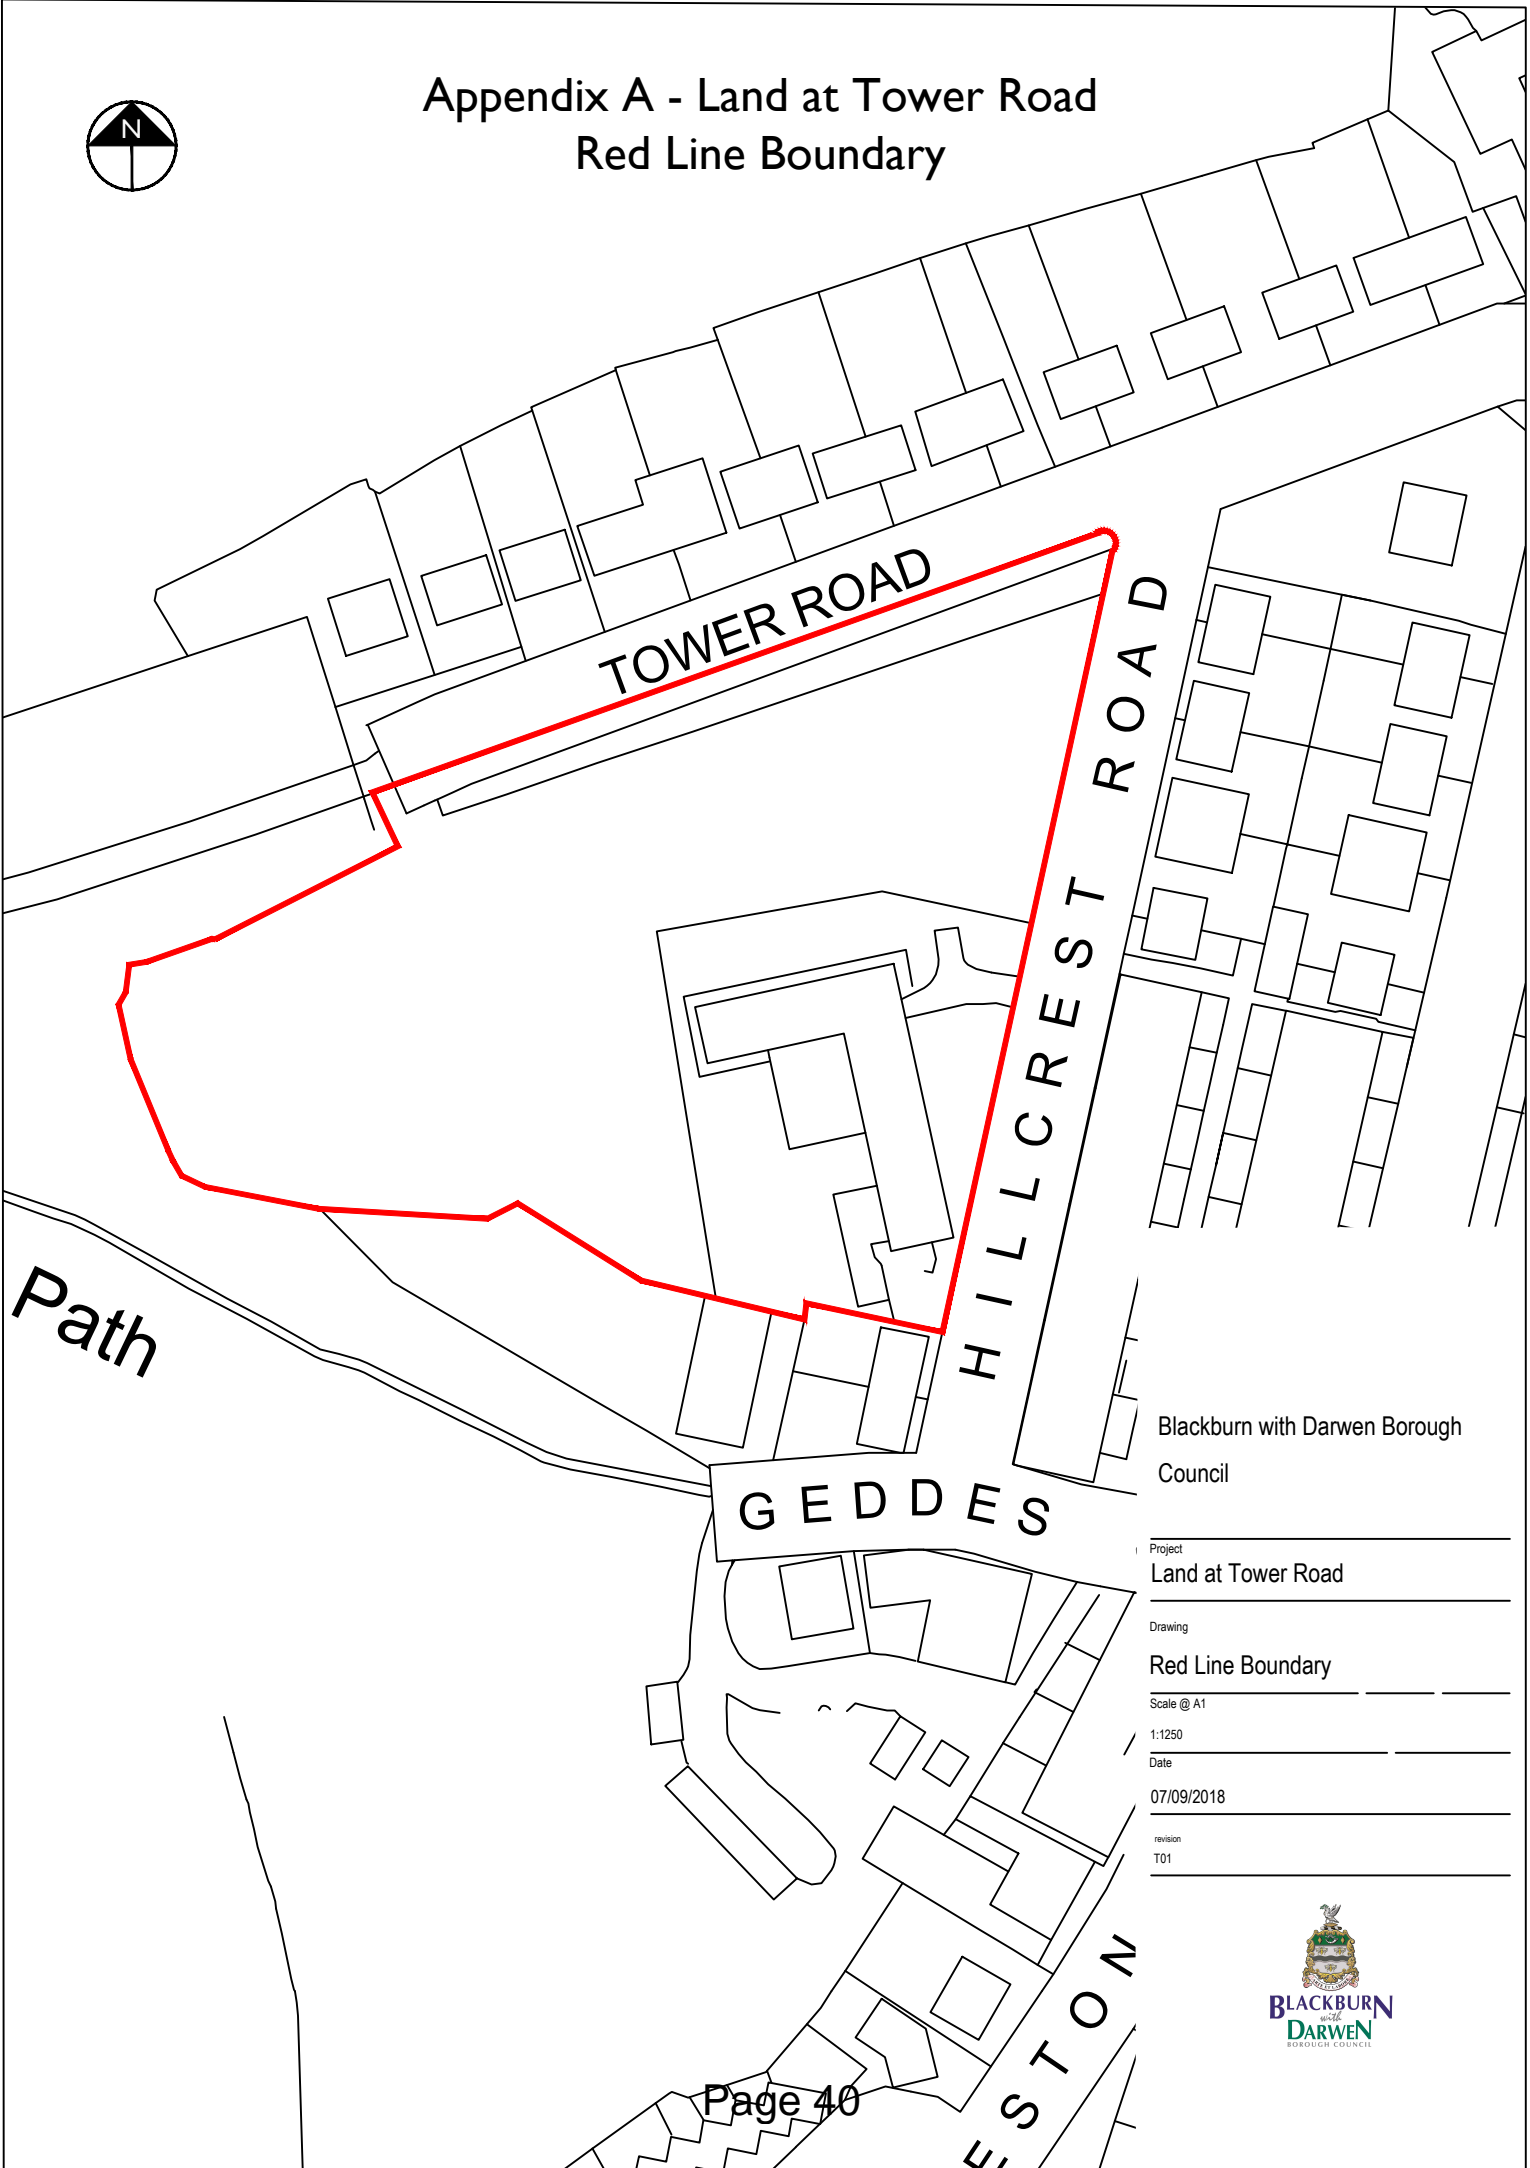 Appendix A - Land at Tower Road
Red Line Boundary
N
TOWER ROAD
HILLCREST ROAD
Path
GEDDES
ESTON
Blackburn with Darwen Borough
Council
Project
Land at Tower Road
Drawing
Red Line Boundary
Scale @ A1
1:1250
Date
07/09/2018
revision
T01
BLACKBURN
with
DARWEN
BOROUGH COUNCIL
Page 40